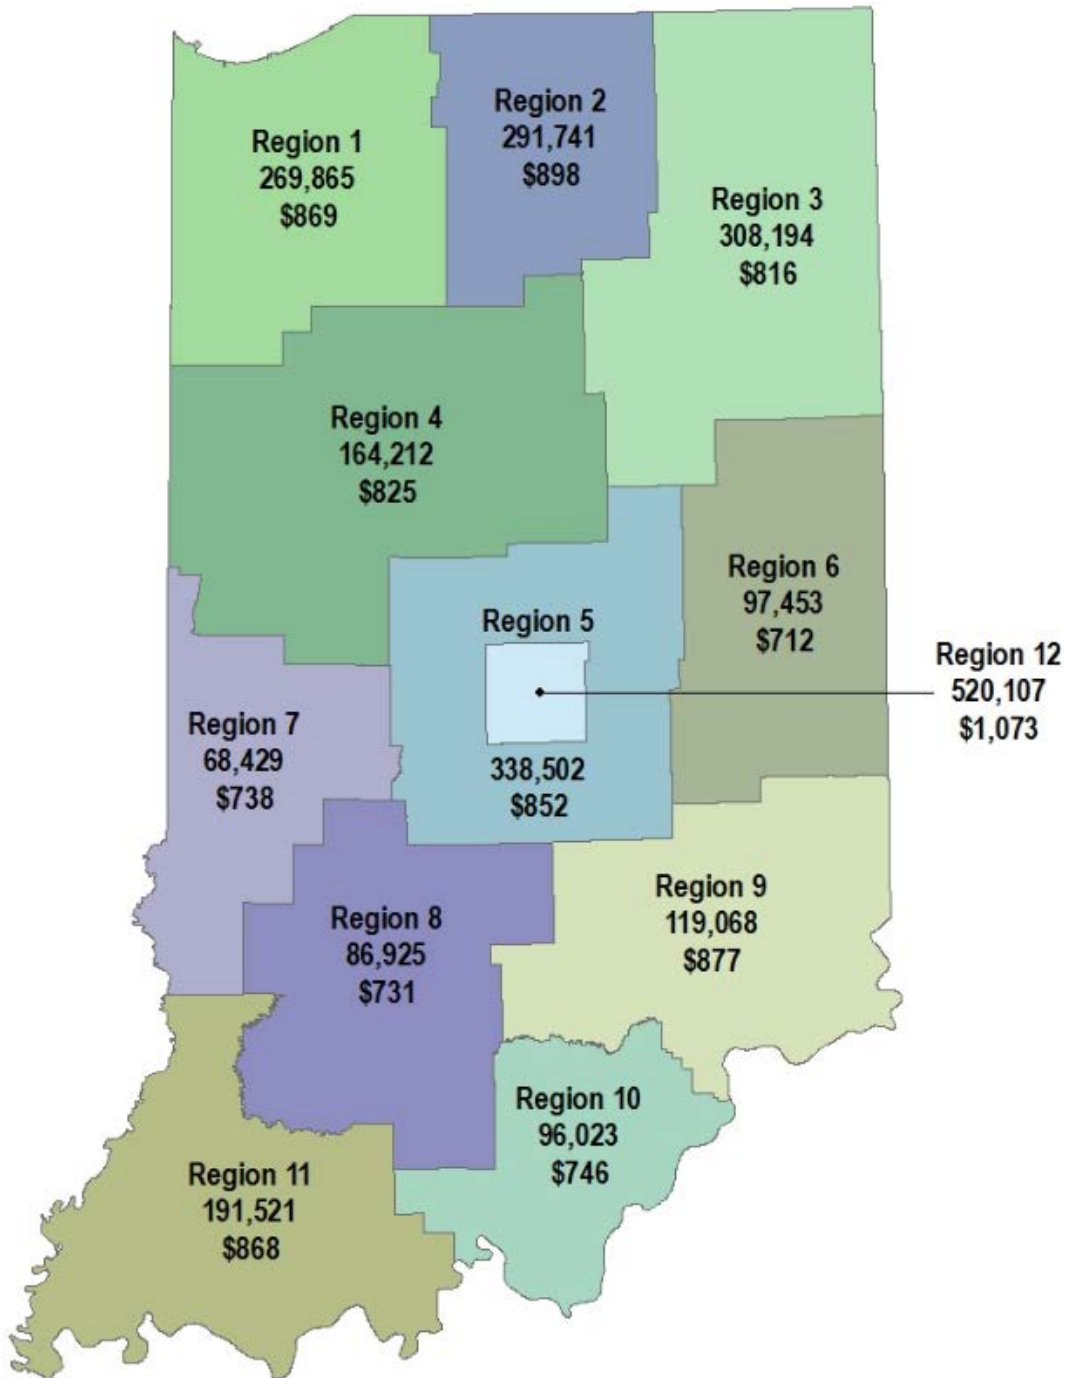 Region 1
269,865
$869
Region 2
291,741
$898
Region 3
308,194
$816
Region 4
164,212
$825
Region 5
338,502
$852
Region 6
97,453
$712
Region 12
520,107
$1,073
Region 7
68,429
$738
Region 8
86,925
$731
Region 9
119,068
$877
Region 10
96,023
$746
Region 11
191,521
$868